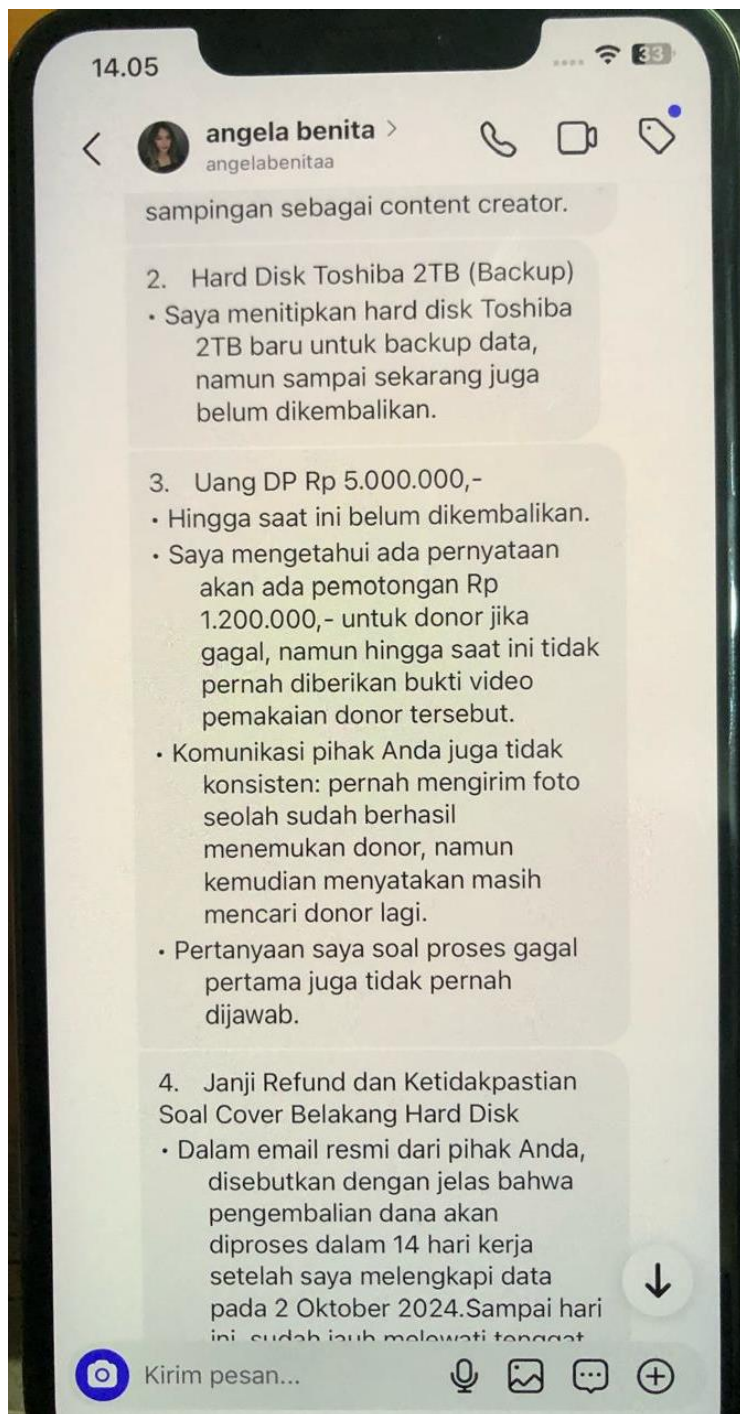 14.05
33
angela benita >
angelabenitaa
sampingan sebagai content creator.
2. Hard Disk Toshiba 2TB (Backup)
• Saya menitipkan hard disk Toshiba
2TB baru untuk backup data,
namun sampai sekarang juga
belum dikembalikan.
3. Uang DP Rp 5.000.000,-
• Hingga saat ini belum dikembalikan.
• Saya mengetahui ada pernyataan
akan ada pemotongan Rp
1.200.000,- untuk donor jika
gagal, namun hingga saat ini tidak
pernah diberikan bukti video
pemakaian donor tersebut.
• Komunikasi pihak Anda juga tidak
konsisten: pernah mengirim foto
seolah sudah berhasil
menemukan donor, namun
kemudian menyatakan masih
mencari donor lagi.
• Pertanyaan saya soal proses gagal
pertama juga tidak pernah
dijawab.
4. Janji Refund dan Ketidakpastian
Soal Cover Belakang Hard Disk
• Dalam email resmi dari pihak Anda,
disebutkan dengan jelas bahwa
pengembalian dana akan
diproses dalam 14 hari kerja
setelah saya melengkapi data
pada 2 Oktober 2024.Sampai hari
ini, sudah jauh melewati tenggat
Kirim pesan...